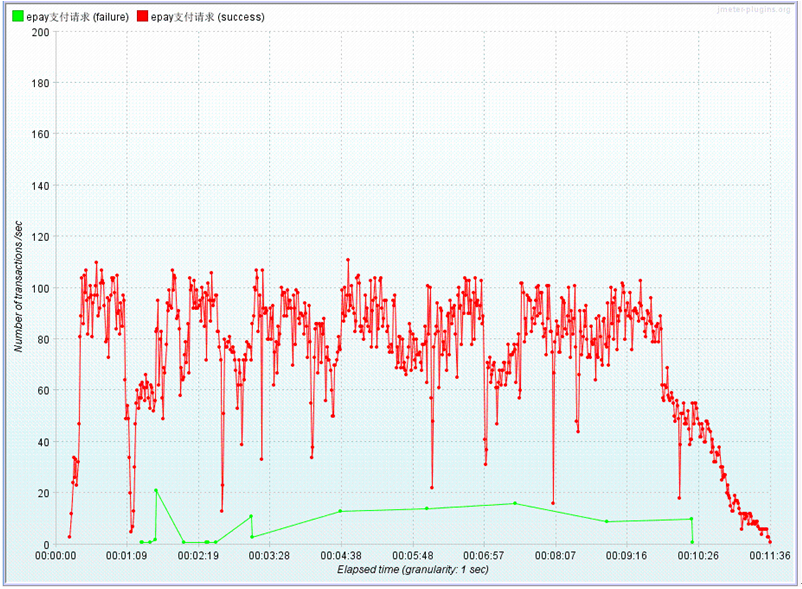 epay支付请求 (failure) epay支付请求 (success)
jmeter-plugins.org
200
180
160
140
120
100
80
60
40
20
0
Number of transactions /sec
00:00:00 00:01:09 00:02:19 00:03:28 00:04:38 00:05:48 00:06:57 00:08:07 00:09:16 00:10:26 00:11:36
Elapsed time (granularity: 1 sec)